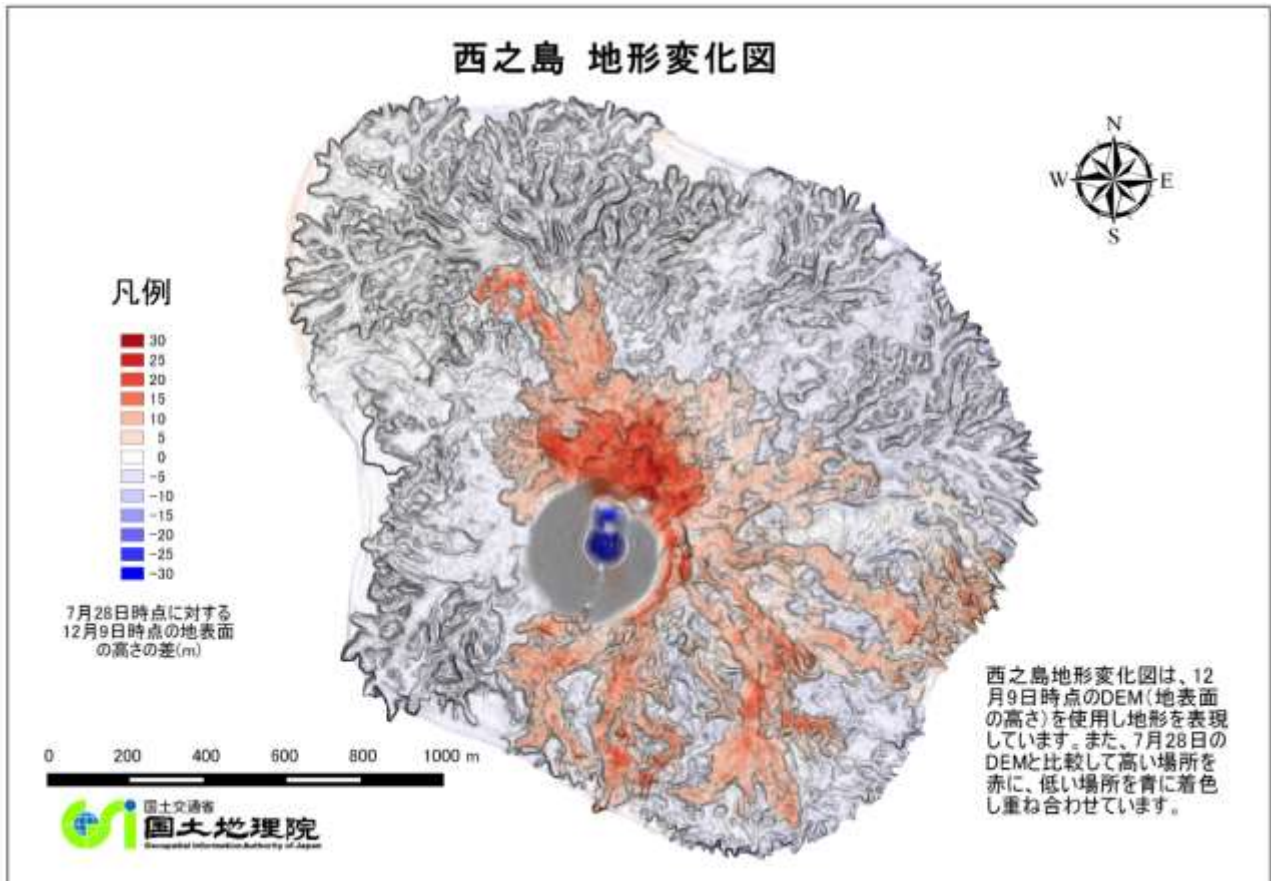 西之島 地形変化図
N
W
E
S
凡例
30
25
20
15
10
5
0
-5
-10
-15
-20
-25
-30
7月28日時点に対する
12月9日時点の地表面
の高さの差(m)
西之島地形変化図は、12
月9日時点のDEM(地表面
の高さ)を使用し地形を表現
しています。また、7月28日の
DEMと比較して高い場所を
赤に、低い場所を青に着色
し重ね合わせています。
0 200 400 600 800 1000 m
国土交通省
国土地理院
Geospatial Information Authority of Japan